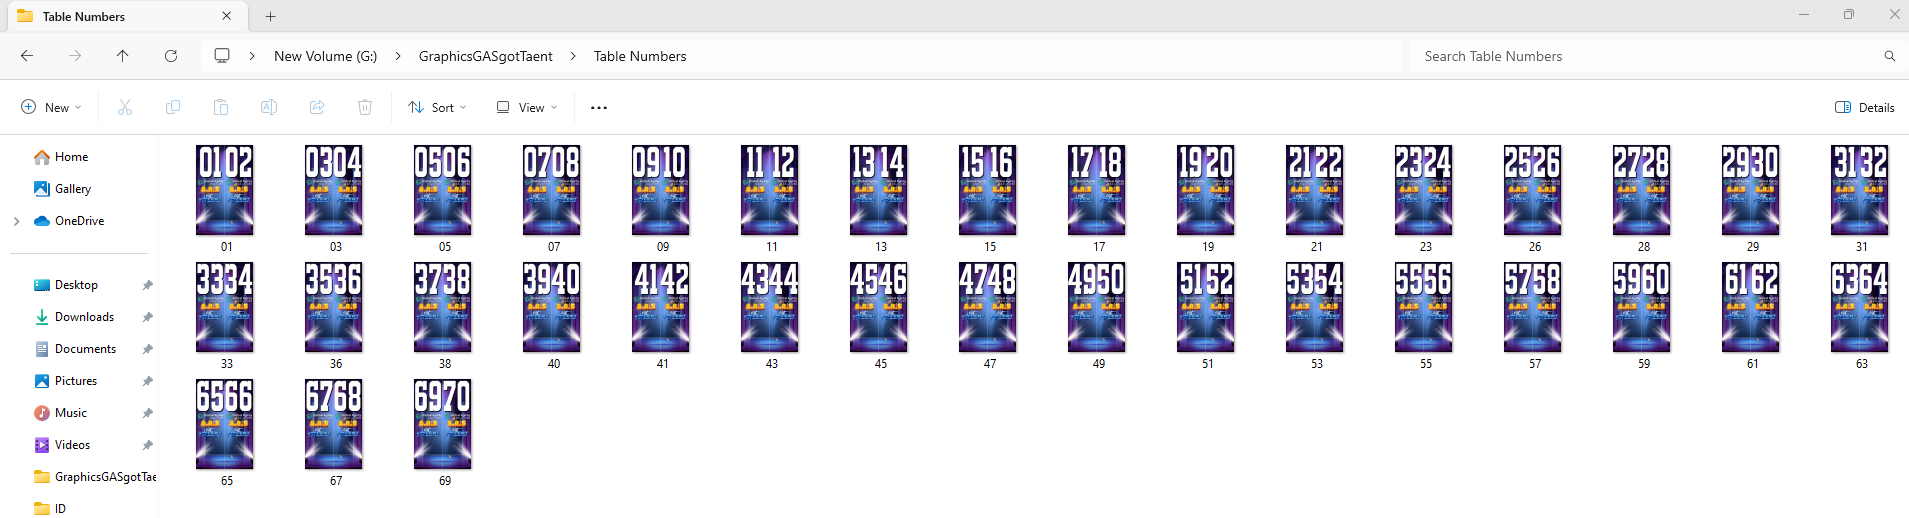 Table Numbers
New Volume (G:) GraphicsGASgotTaent Table Numbers
Search Table Numbers
New Sort View Details
Home
Gallery
OneDrive
Desktop
Downloads
Documents
Pictures
Music
Videos
GraphicsGASgotTae
ID
0102 0304 0506 0708 0910 1112 1314 1516 1718 1920 2122 2324 2526 2728 2930 3132
01 03 05 07 09 11 13 15 17 19 21 23 26 28 29 31
3334 3536 3738 3940 4142 4344 4546 4748 4950 5152 5354 5556 5758 5960 6162 6364
33 36 38 40 41 43 45 47 49 51 53 55 57 59 61 63
6566 6768 6970
65 67 69